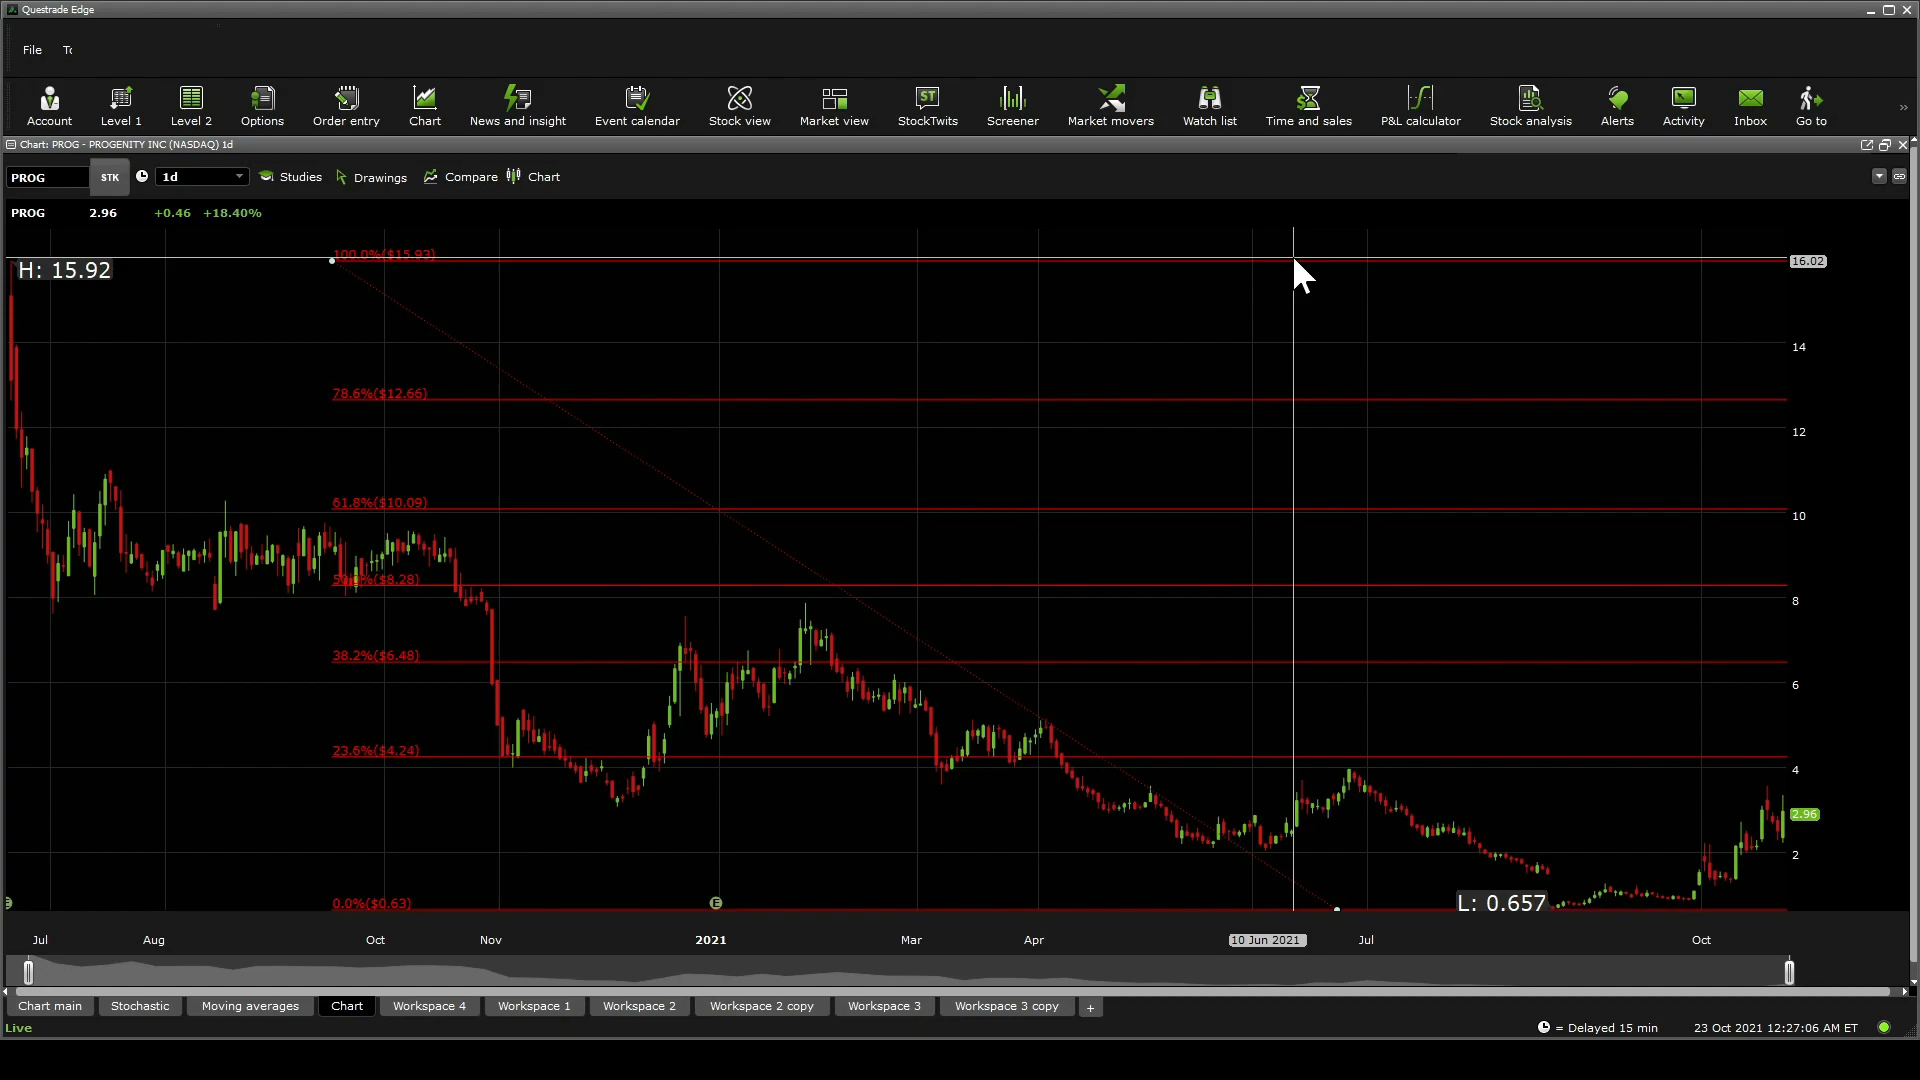 Questrade Edge
File To
Account Level 1 Level 2 Options Order entry Chart News and insight Event calendar Stock view Market view StockTwits Screener Market movers Watch list Time and sales P&L calculator Stock analysis Alerts Activity Inbox Go to
Chart: PROG - PROGENITY INC (NASDAQ) 1d
PROG STK 1d Studies Drawings Compare Chart
PROG 2.96 +0.46 +18.40%
100.0%($15.93)
16.02
H: 15.92
14
78.6%($12.66)
12
61.8%($10.09)
10
50.0%($8.28)
8
38.2%($6.48)
6
23.6%($4.24)
4
2.96
2
0.0%($0.63)
E
L: 0.657
Jul Aug Oct Nov 2021 Mar Apr 10 Jun 2021 Jul Oct
Chart main Stochastic Moving averages Chart Workspace 4 Workspace 1 Workspace 2 Workspace 2 copy Workspace 3 Workspace 3 copy +
Live
= Delayed 15 min 23 Oct 2021 12:27:06 AM ET